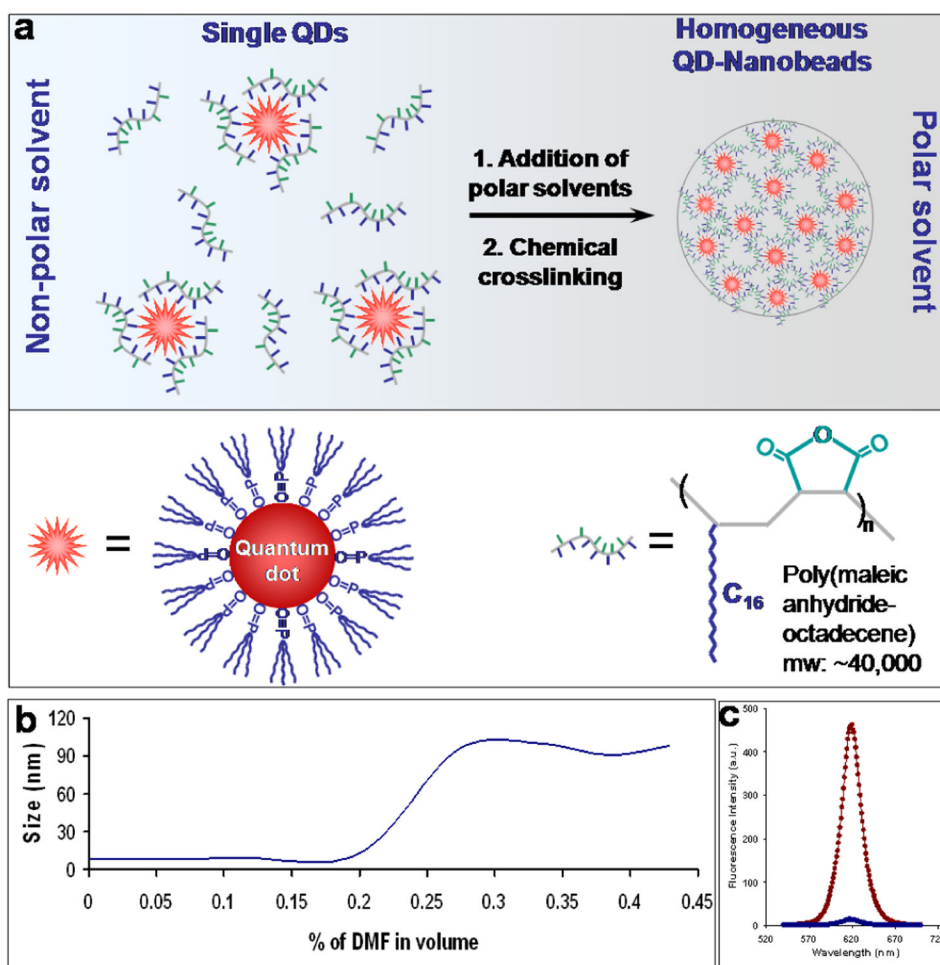 a
Single QDs
Homogeneous
QD-Nanobeads
Non-polar solvent
1. Addition of
polar solvents
2. Chemical
crosslinking
Polar solvent
=
Quantum
dot
O=P O=P O=P O=P O=P O=P O=P O=P O=P O=P O=P O=P O=P O=P O=P O=P
=
O
O
O
( )n
C16
Poly(maleic
anhydride-
octadecene)
mw: ~40,000
b
Size (nm)
120
90
60
30
0
0 0.05 0.1 0.15 0.2 0.25 0.3 0.35 0.4 0.45
% of DMF in volume
c
Fluorescence Intensity (a.u.)
500
400
300
200
100
0
520 570 620 670
Wavelength (nm)